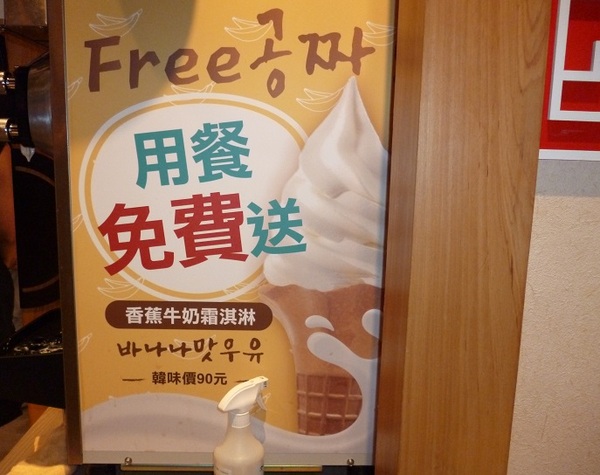 Free공짜
用餐
免費送
香蕉牛奶霜淇淋
바나나맛우유
韓味價90元